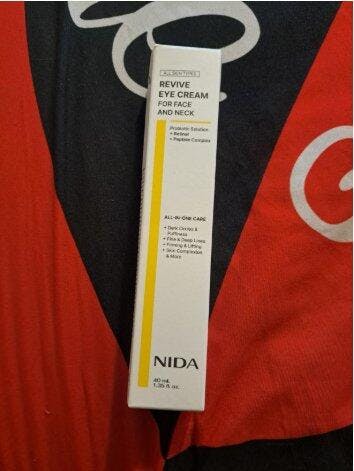 ALL SKIN TYPES
REVIVE
EYE CREAM
FOR FACE
AND NECK
Probiotic Solution
+ Retinol
+ Peptide Complex
ALL-IN-ONE CARE
• Dark Circles &
Puffiness
• Fine & Deep Lines
• Firming & Lifting
• Skin Complexion
& More
NIDA
40 mL
1.35 fl. oz.